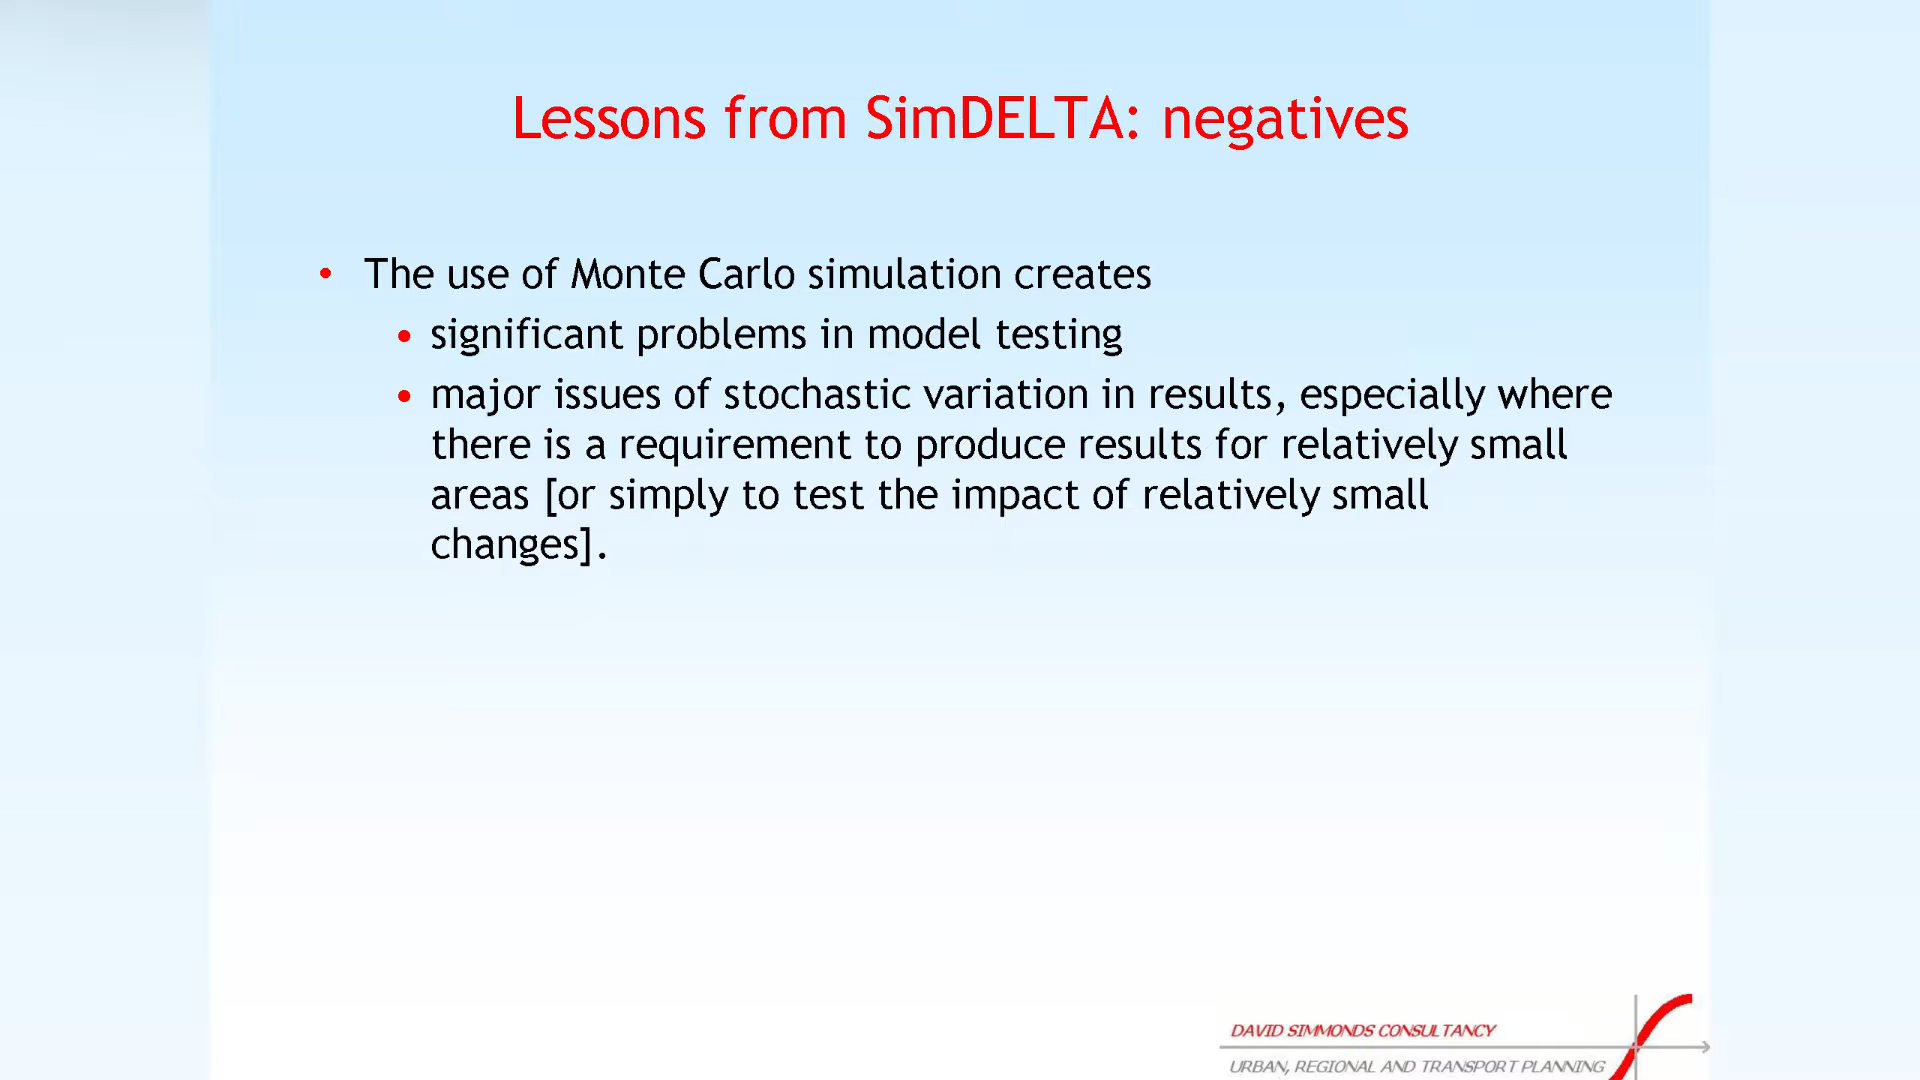 Lessons from SimDELTA: negatives
• The use of Monte Carlo simulation creates
• significant problems in model testing
• major issues of stochastic variation in results, especially where
there is a requirement to produce results for relatively small
areas [or simply to test the impact of relatively small
changes].
DAVID SIMMONDS CONSULTANCY
URBAN, REGIONAL AND TRANSPORT PLANNING